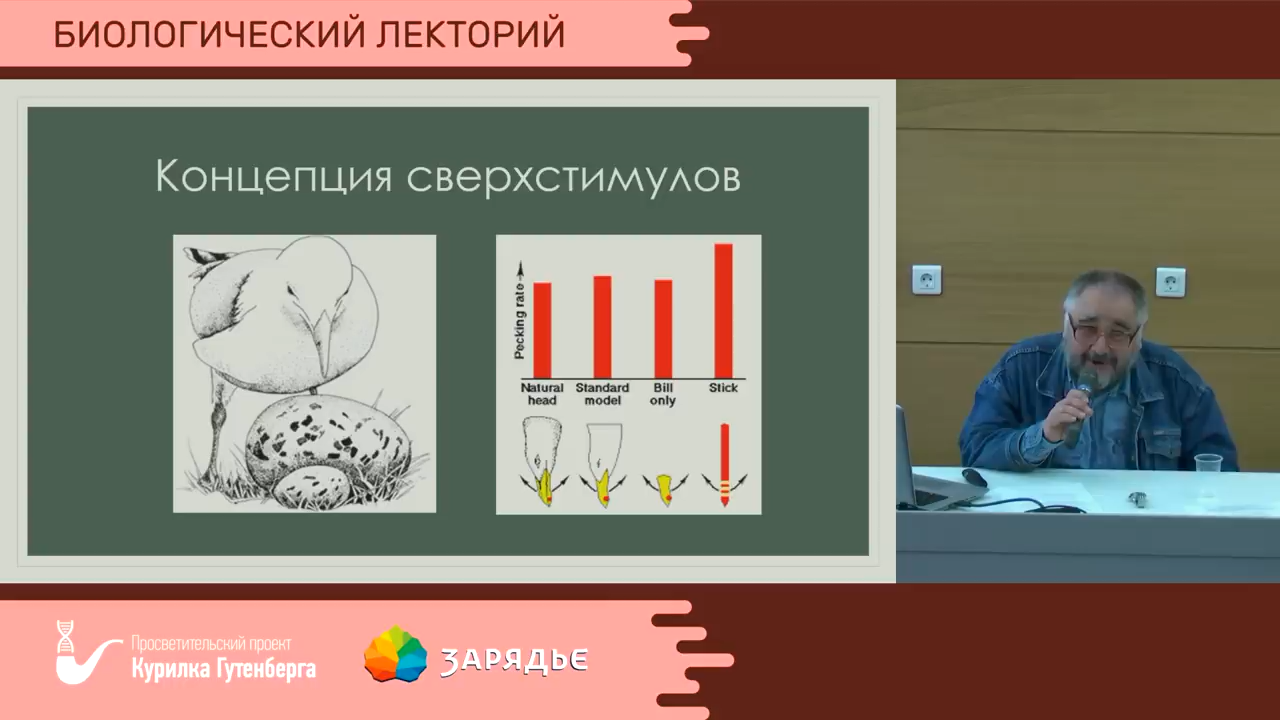 БИОЛОГИЧЕСКИЙ ЛЕКТОРИЙ
Концепция сверхстимулов
Pecking rate
Natural head
Standard model
Bill only
Stick
Просветительский проект
Курилка Гутенберга
ЗАРЯДЬЕ